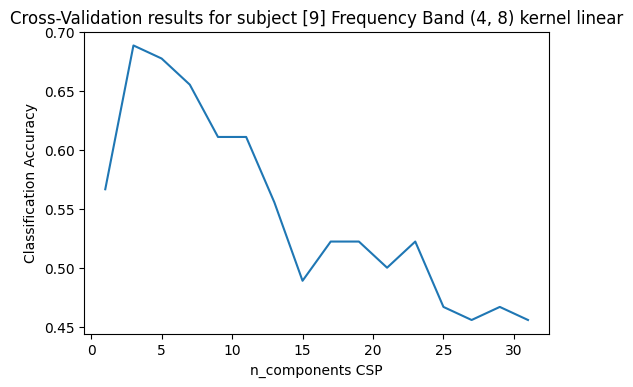 Cross-Validation results for subject [9] Frequency Band (4, 8) kernel linear
0.70
0.65
0.60
0.55
0.50
0.45
Classification Accuracy
0 5 10 15 20 25 30
n_components CSP